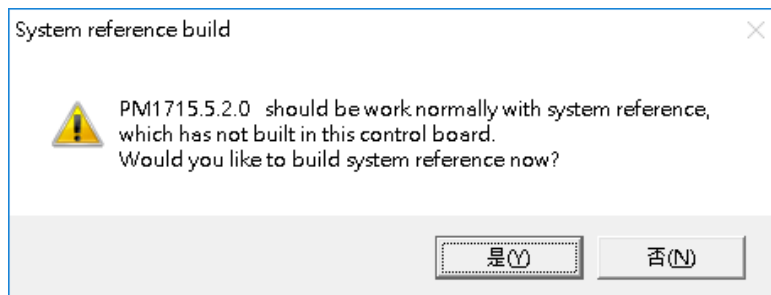 System reference build
PM1715.5.2.0 should be work normally with system reference,
which has not built in this control board.
Would you like to build system reference now?
是(Y)
否(N)